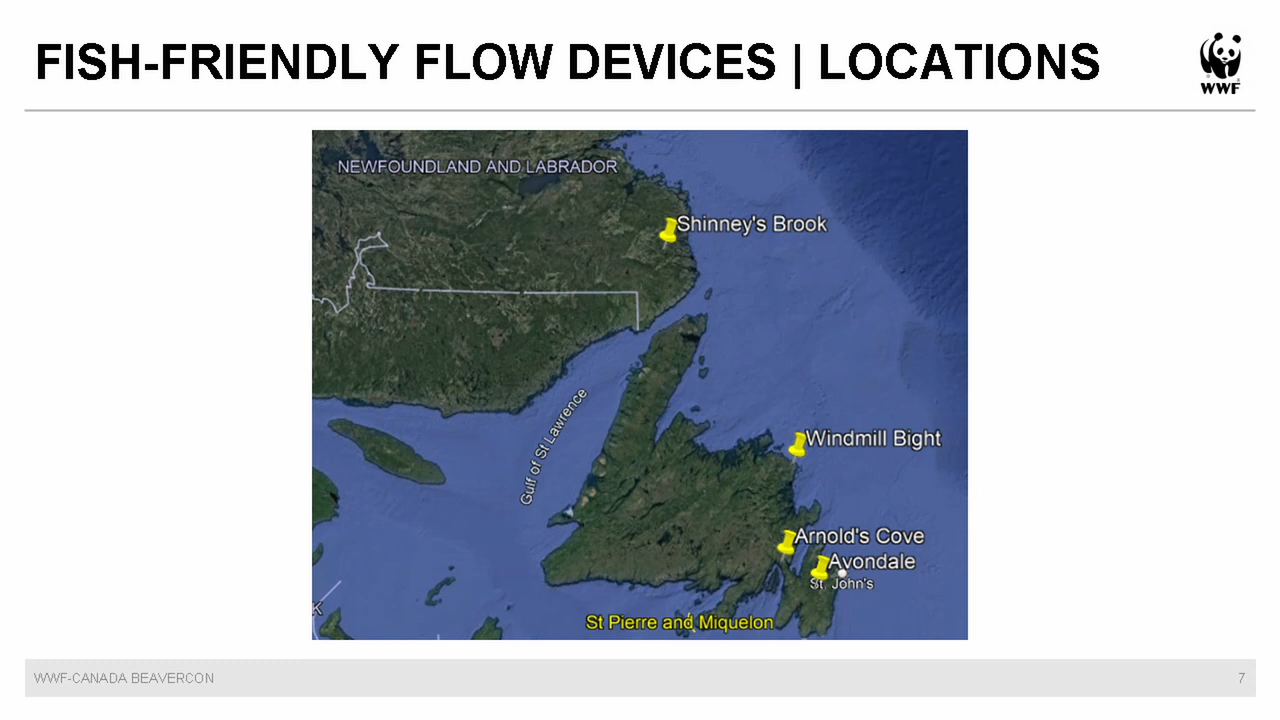 FISH-FRIENDLY FLOW DEVICES | LOCATIONS
WWF
NEWFOUNDLAND AND LABRADOR
Shinney's Brook
Gulf of St Lawrence
Windmill Bight
Arnold's Cove
Avondale
St. John's
K
St Pierre and Miquelon
WWF-CANADA BEAVERCON
7